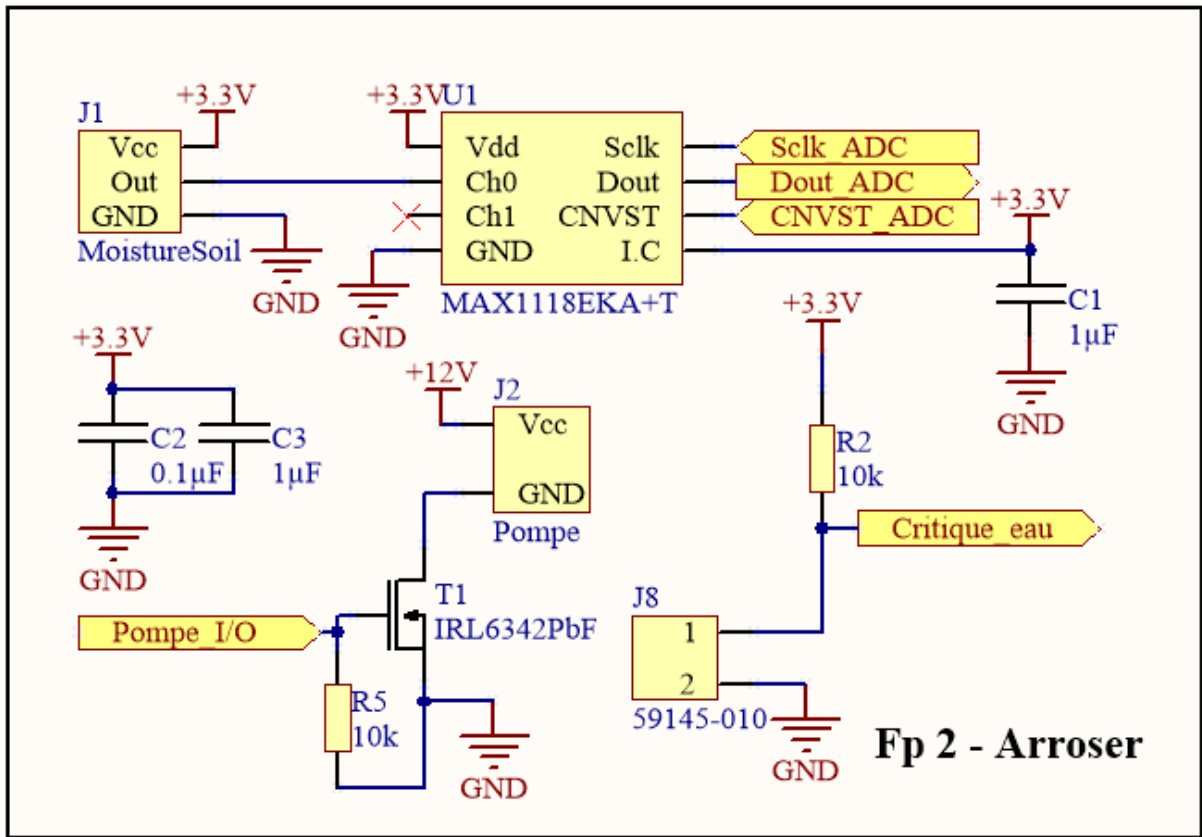 J1
+3.3V
Vcc
Out
GND
MoistureSoil
GND
+3.3V
U1
Vdd
Ch0
Ch1
GND
Sclk
Dout
CNVST
I.C
MAX1118EKA+T
GND
Sclk_ADC
Dout_ADC
CNVST_ADC
+3.3V
C1
1µF
GND
+3.3V
C2
0.1µF
C3
1µF
GND
+12V
J2
Vcc
GND
Pompe
T1
IRL6342PbF
Pompe_I/O
R5
10k
GND
+3.3V
R2
10k
Critique_eau
J8
1
2
59145-010
GND
Fp 2 - Arroser